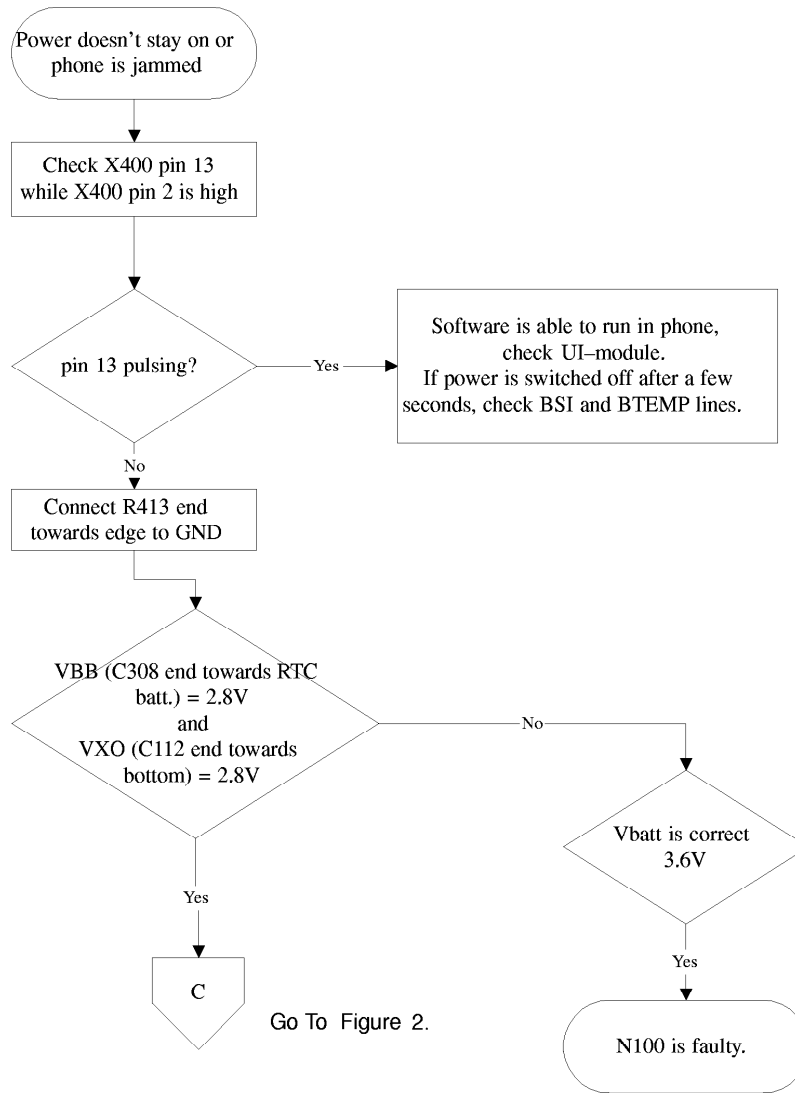 Power doesn't stay on or
phone is jammed
Check X400 pin 13
while X400 pin 2 is high
pin 13 pulsing?
Yes
Software is able to run in phone,
check UI–module.
If power is switched off after a few
seconds, check BSI and BTEMP lines.
No
Connect R413 end
towards edge to GND
VBB (C308 end towards RTC
batt.) = 2.8V
and
VXO (C112 end towards
bottom) = 2.8V
No
Vbatt is correct
3.6V
Yes
Yes
C
Go To Figure 2.
N100 is faulty.